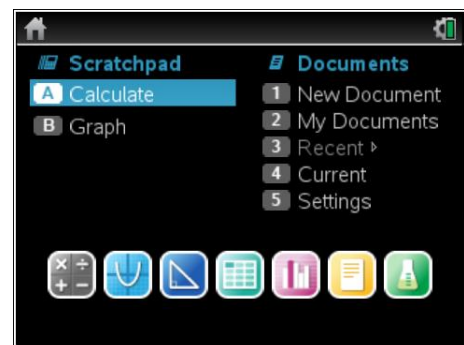 Scratchpad
A Calculate
B Graph
Documents
1 New Document
2 My Documents
3 Recent ▸
4 Current
5 Settings